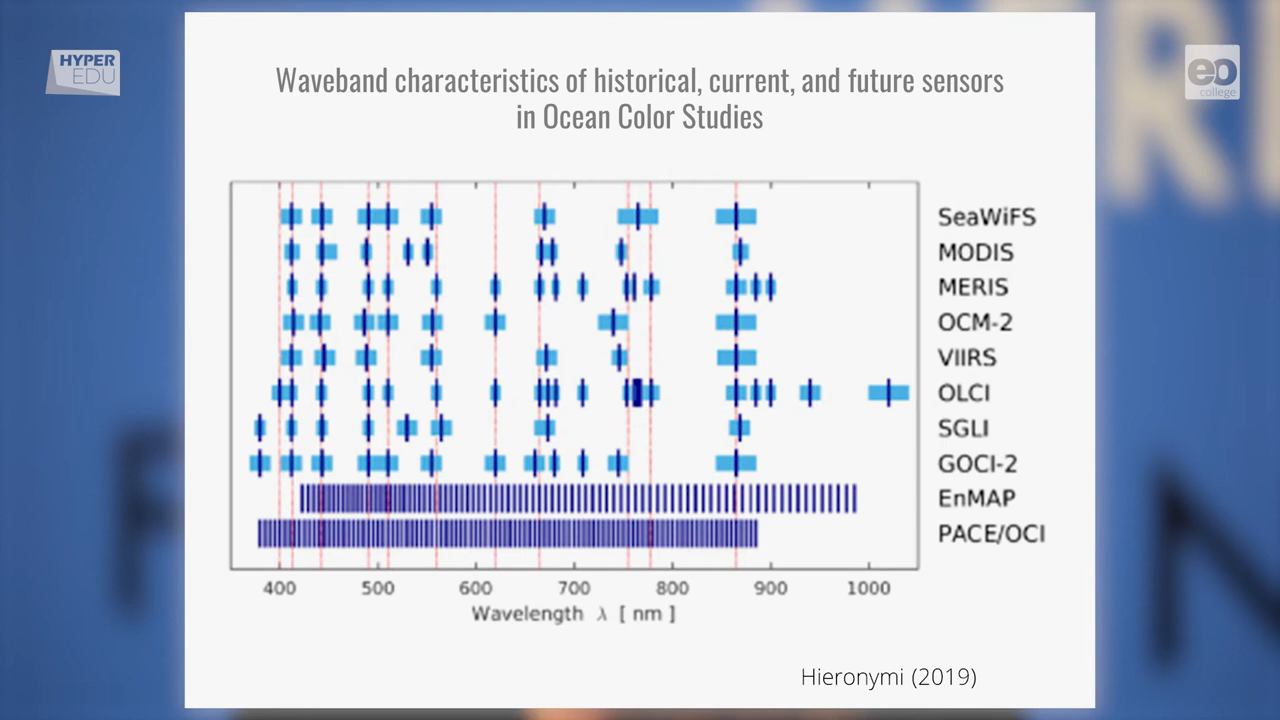 HYPER
EDU
eo
college
Waveband characteristics of historical, current, and future sensors
in Ocean Color Studies
SeaWiFS
MODIS
MERIS
OCM-2
VIIRS
OLCI
SGLI
GOCI-2
EnMAP
PACE/OCI
400 500 600 700 800 900 1000
Wavelength λ [ nm ]
Hieronymi (2019)